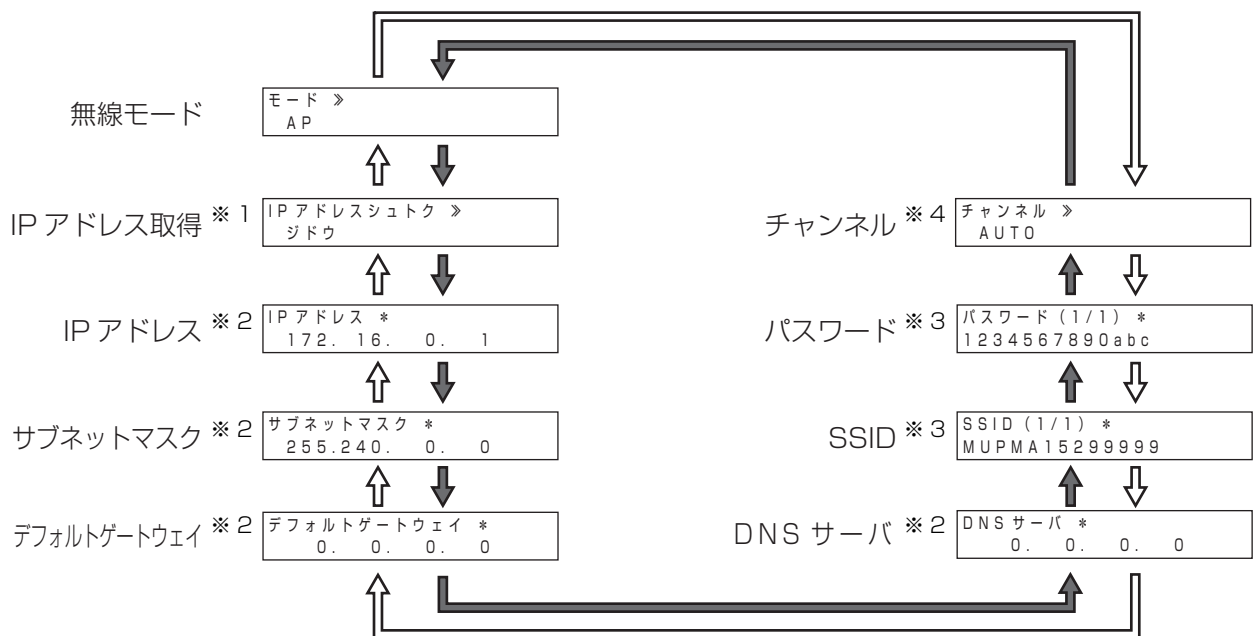 無線モード
モード 》
AP
IP アドレス取得 ※1
IPアドレスシュトク 》
ジドウ
IP アドレス ※2
IPアドレス *
172. 16. 0. 1
サブネットマスク ※2
サブネットマスク *
255.240. 0. 0
デフォルトゲートウェイ ※2
デフォルトゲートウェイ *
0. 0. 0. 0
チャンネル ※4
チャンネル 》
AUTO
パスワード ※3
パスワード (1/1) *
1234567890abc
SSID ※3
SSID (1/1) *
MUPMA15299999
DNS サーバ ※2
DNSサーバ *
0. 0. 0. 0